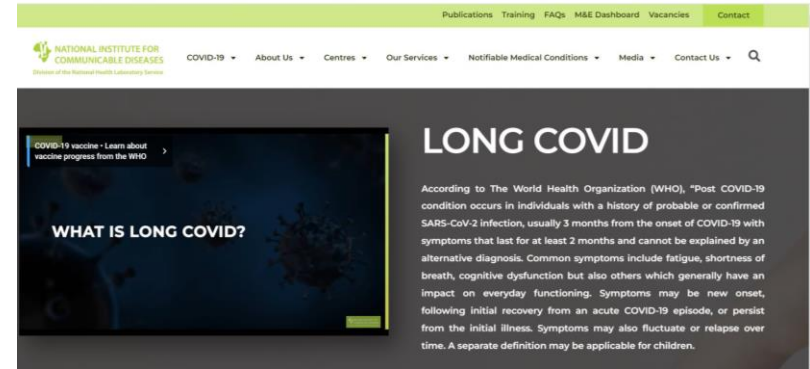 Publications Training FAQs M&E Dashboard Vacancies Contact
NATIONAL INSTITUTE FOR
COMMUNICABLE DISEASES
Division of the National Health Laboratory Service
COVID-19 About Us Centres Our Services Notifiable Medical Conditions Media Contact Us
COVID-19 vaccine • Learn about
vaccine progress from the WHO
WHAT IS LONG COVID?
LONG COVID
According to The World Health Organization (WHO), “Post COVID-19
condition occurs in individuals with a history of probable or confirmed
SARS-CoV-2 infection, usually 3 months from the onset of COVID-19 with
symptoms that last for at least 2 months and cannot be explained by an
alternative diagnosis. Common symptoms include fatigue, shortness of
breath, cognitive dysfunction but also others which generally have an
impact on everyday functioning. Symptoms may be new onset,
following initial recovery from an acute COVID-19 episode, or persist
from the initial illness. Symptoms may also fluctuate or relapse over
time. A separate definition may be applicable for children.